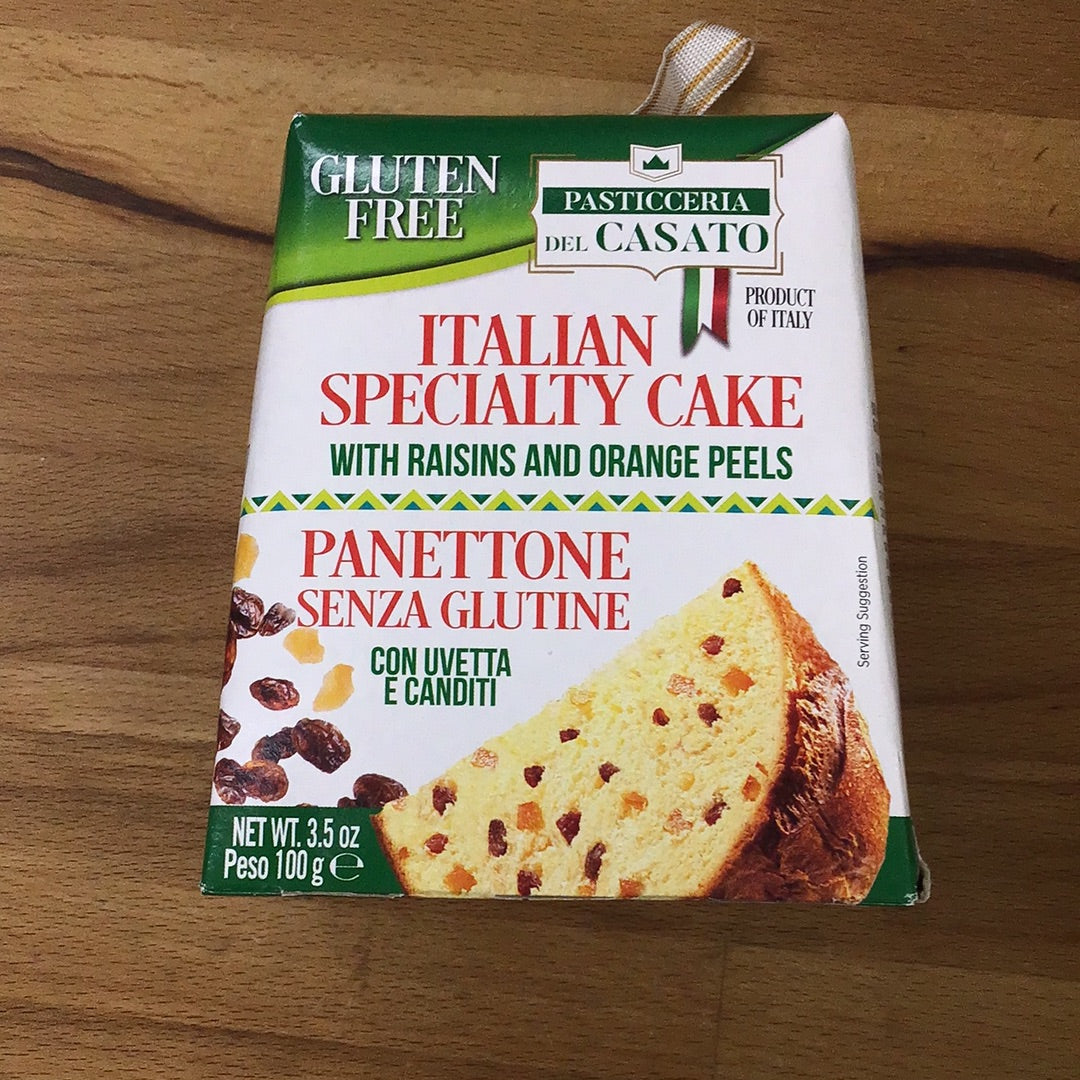 GLUTEN
FREE
PASTICCERIA
DEL CASATO
PRODUCT
OF ITALY
ITALIAN
SPECIALTY CAKE
WITH RAISINS AND ORANGE PEELS
PANETTONE
SENZA GLUTINE
CON UVETTA
E CANDITI
Serving Suggestion
NET WT. 3.5 oz
Peso 100 g ℮